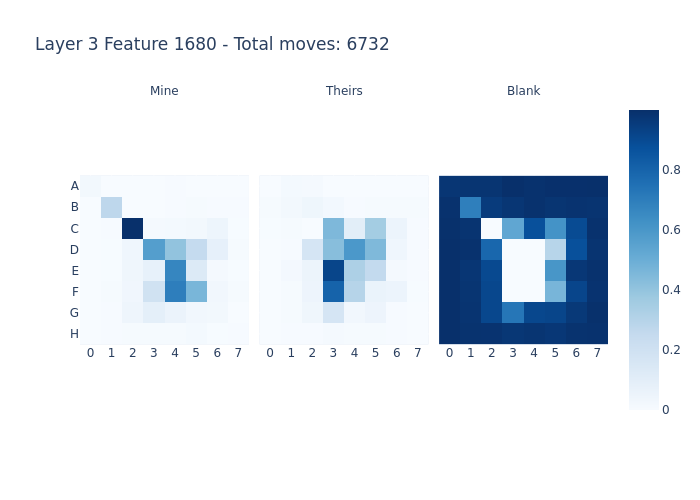 Layer 3 Feature 1680 - Total moves: 6732
Mine
Theirs
Blank
A
B
C
D
E
F
G
H
0 1 2 3 4 5 6 7
0 1 2 3 4 5 6 7
0 1 2 3 4 5 6 7
0.8
0.6
0.4
0.2
0